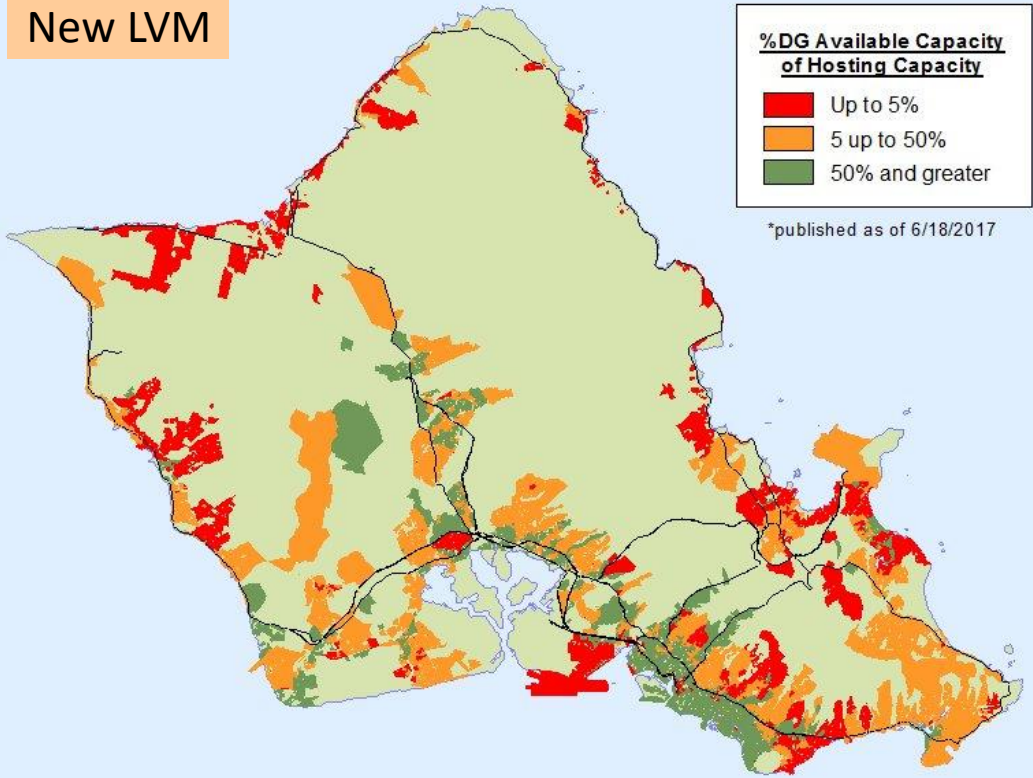 New LVM
%DG Available Capacity
of Hosting Capacity
Up to 5%
5 up to 50%
50% and greater
*published as of 6/18/2017